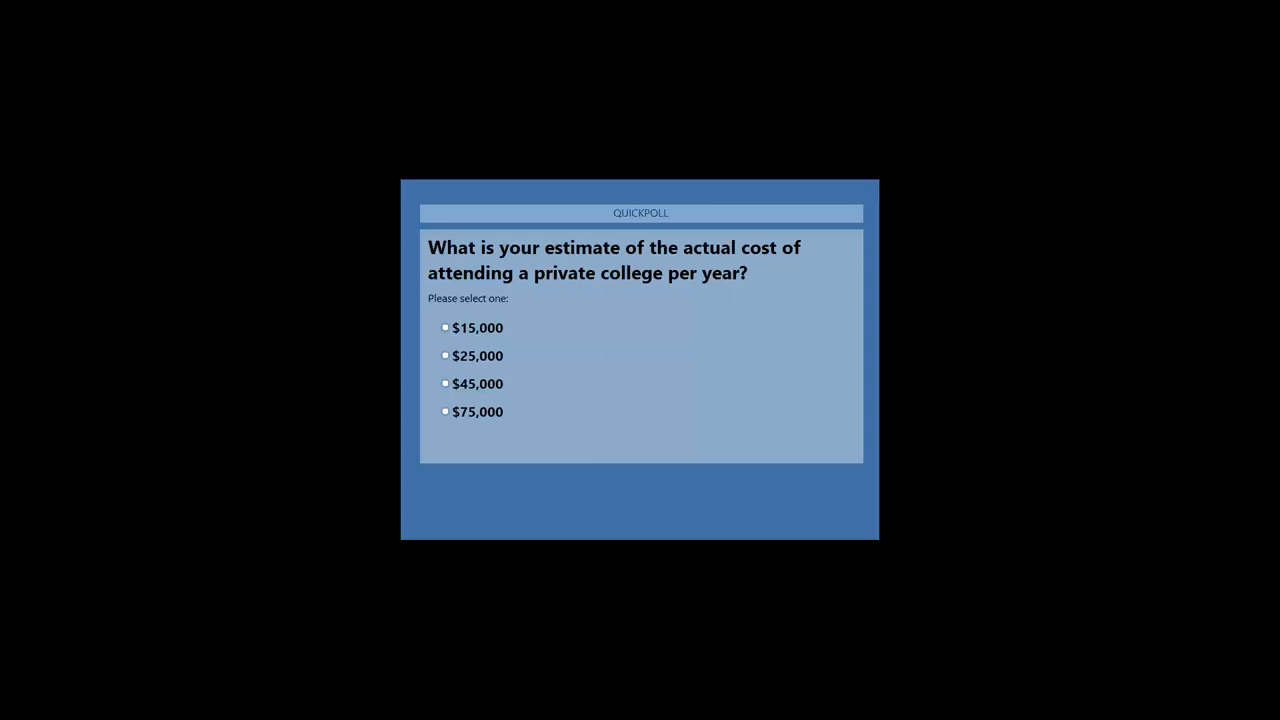 QUICKPOLL
What is your estimate of the actual cost of
attending a private college per year?
Please select one:
$15,000
$25,000
$45,000
$75,000